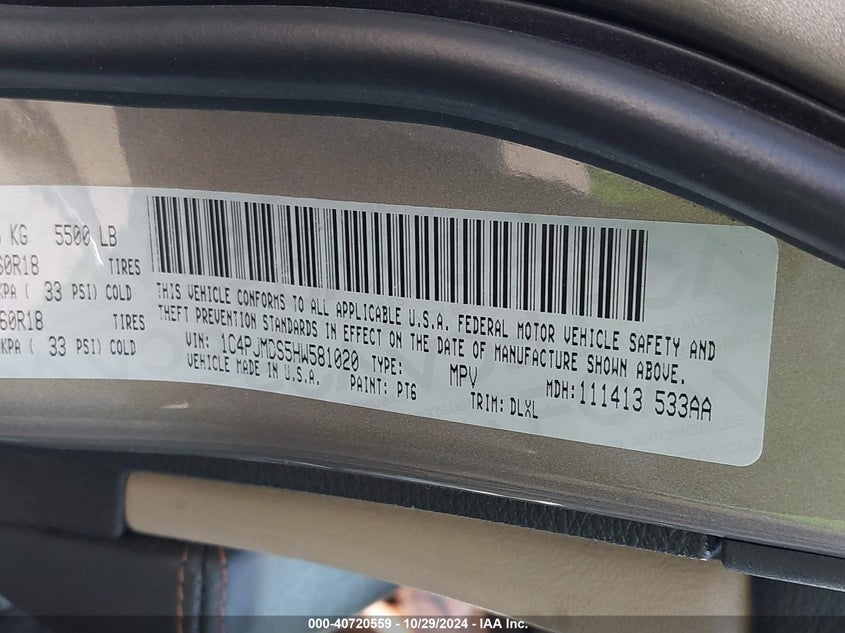 KG 5500 LB
60R18 TIRES
KPA ( 33 PSI) COLD
60R18 TIRES
KPA ( 33 PSI) COLD
THIS VEHICLE CONFORMS TO ALL APPLICABLE U.S.A. FEDERAL MOTOR VEHICLE SAFETY AND
THEFT PREVENTION STANDARDS IN EFFECT ON THE DATE OF MANUFACTURE SHOWN ABOVE.
VIN: 1C4PJMDS5HW581020 TYPE: MPV MDH:111413 533AA
VEHICLE MADE IN U.S.A. PAINT: PT6 TRIM: DLXL
000-40720559 - 10/29/2024 - IAA Inc.